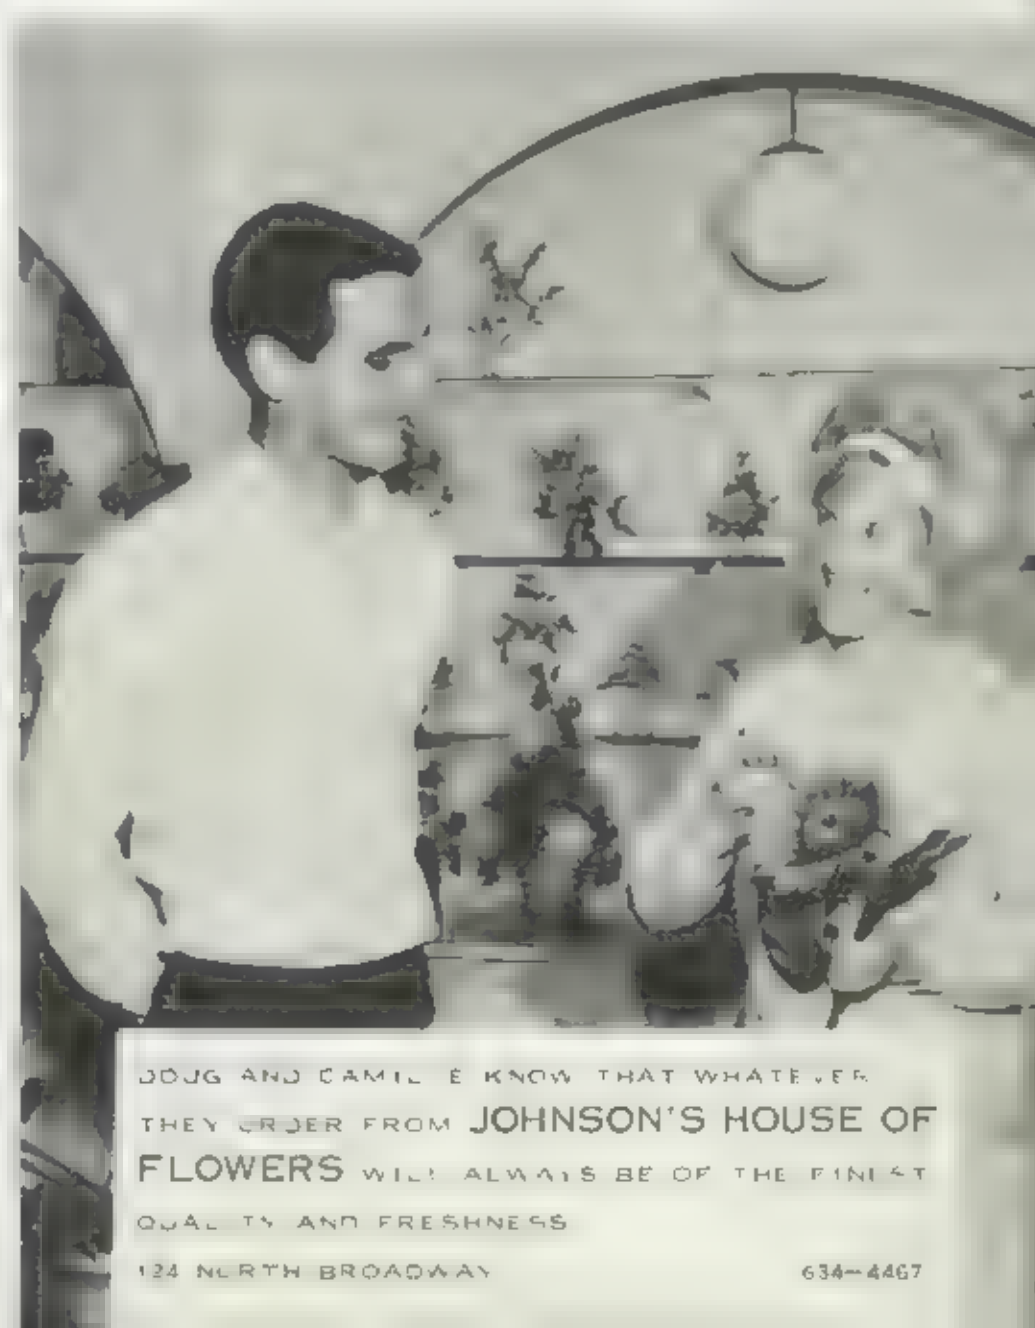 DOUG AND CAMILLE KNOW THAT WHATEVER
THEY ORDER FROM JOHNSON'S HOUSE OF
FLOWERS WILL ALWAYS BE OF THE FINEST
QUALITY AND FRESHNESS
124 NORTH BROADWAY 634-4467